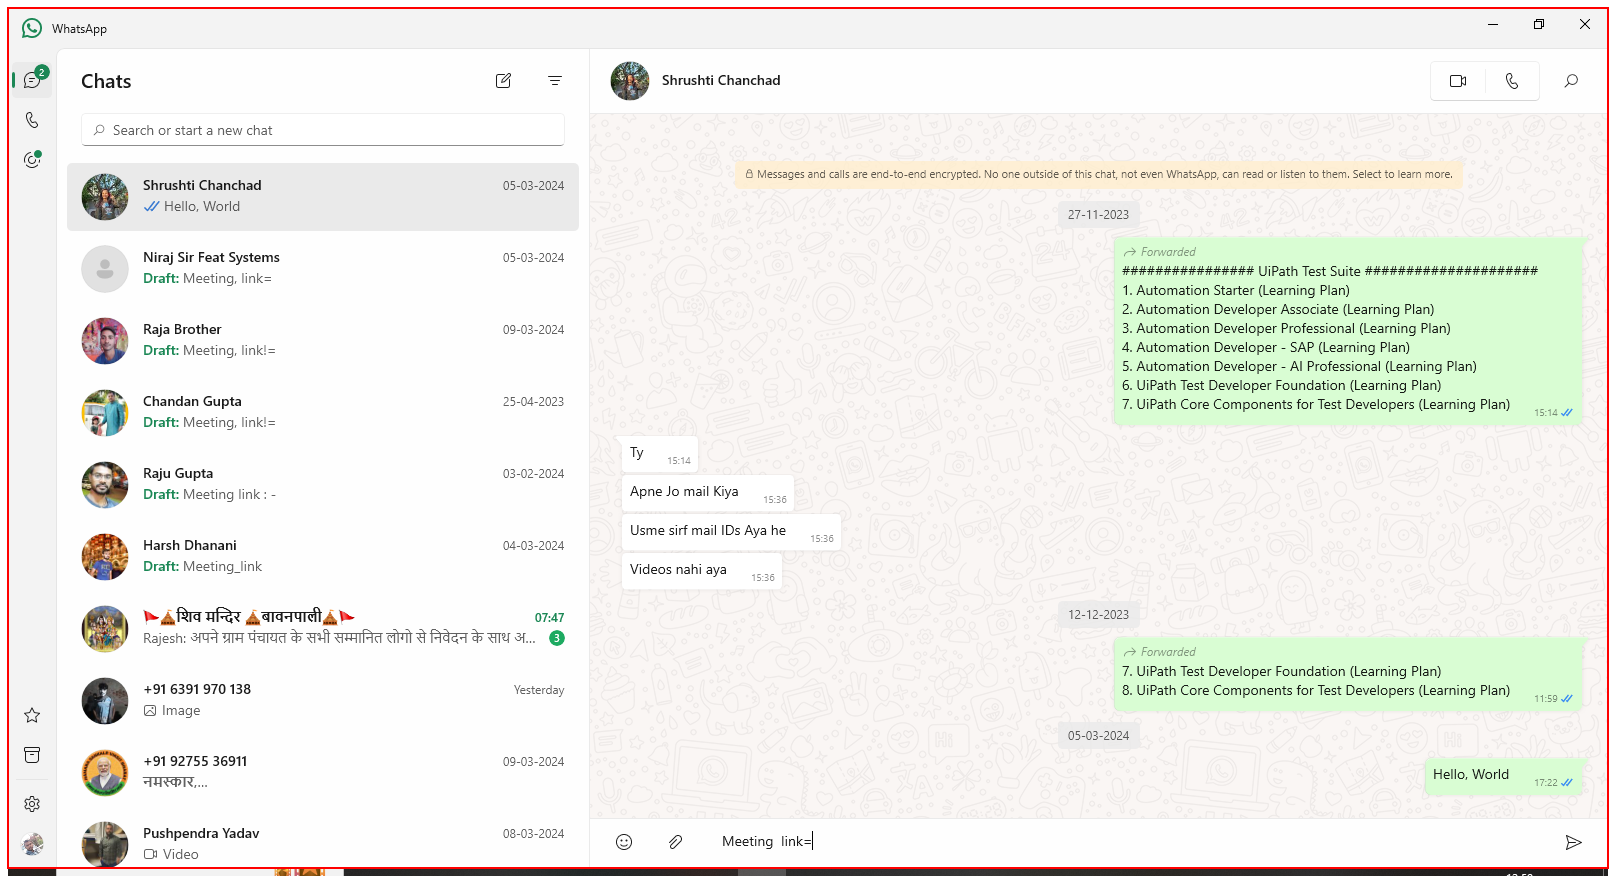 WhatsApp
2
Chats
Search or start a new chat
Shrushti Chanchad 05-03-2024
Hello, World
Niraj Sir Feat Systems 05-03-2024
Draft: Meeting, link=
Raja Brother 09-03-2024
Draft: Meeting, link!=
Chandan Gupta 25-04-2023
Draft: Meeting, link!=
Raju Gupta 03-02-2024
Draft: Meeting link : -
Harsh Dhanani 04-03-2024
Draft: Meeting_link
🚩🛕शिव मन्दिर 🛕बावनपाली🛕🚩 07:47
Rajesh: अपने ग्राम पंचायत के सभी सम्मानित लोगो से निवेदन के साथ अ... 3
+91 6391 970 138 Yesterday
Image
+91 92755 36911 09-03-2024
नमस्कार,...
Pushpendra Yadav 08-03-2024
Video
Shrushti Chanchad
Messages and calls are end-to-end encrypted. No one outside of this chat, not even WhatsApp, can read or listen to them. Select to learn more.
27-11-2023
Forwarded
################ UiPath Test Suite #####################
1. Automation Starter (Learning Plan)
2. Automation Developer Associate (Learning Plan)
3. Automation Developer Professional (Learning Plan)
4. Automation Developer - SAP (Learning Plan)
5. Automation Developer - AI Professional (Learning Plan)
6. UiPath Test Developer Foundation (Learning Plan)
7. UiPath Core Components for Test Developers (Learning Plan) 15:14
Ty 15:14
Apne Jo mail Kiya 15:36
Usme sirf mail IDs Aya he 15:36
Videos nahi aya 15:36
12-12-2023
Forwarded
7. UiPath Test Developer Foundation (Learning Plan)
8. UiPath Core Components for Test Developers (Learning Plan) 11:59
05-03-2024
Hello, World 17:22
Meeting link=